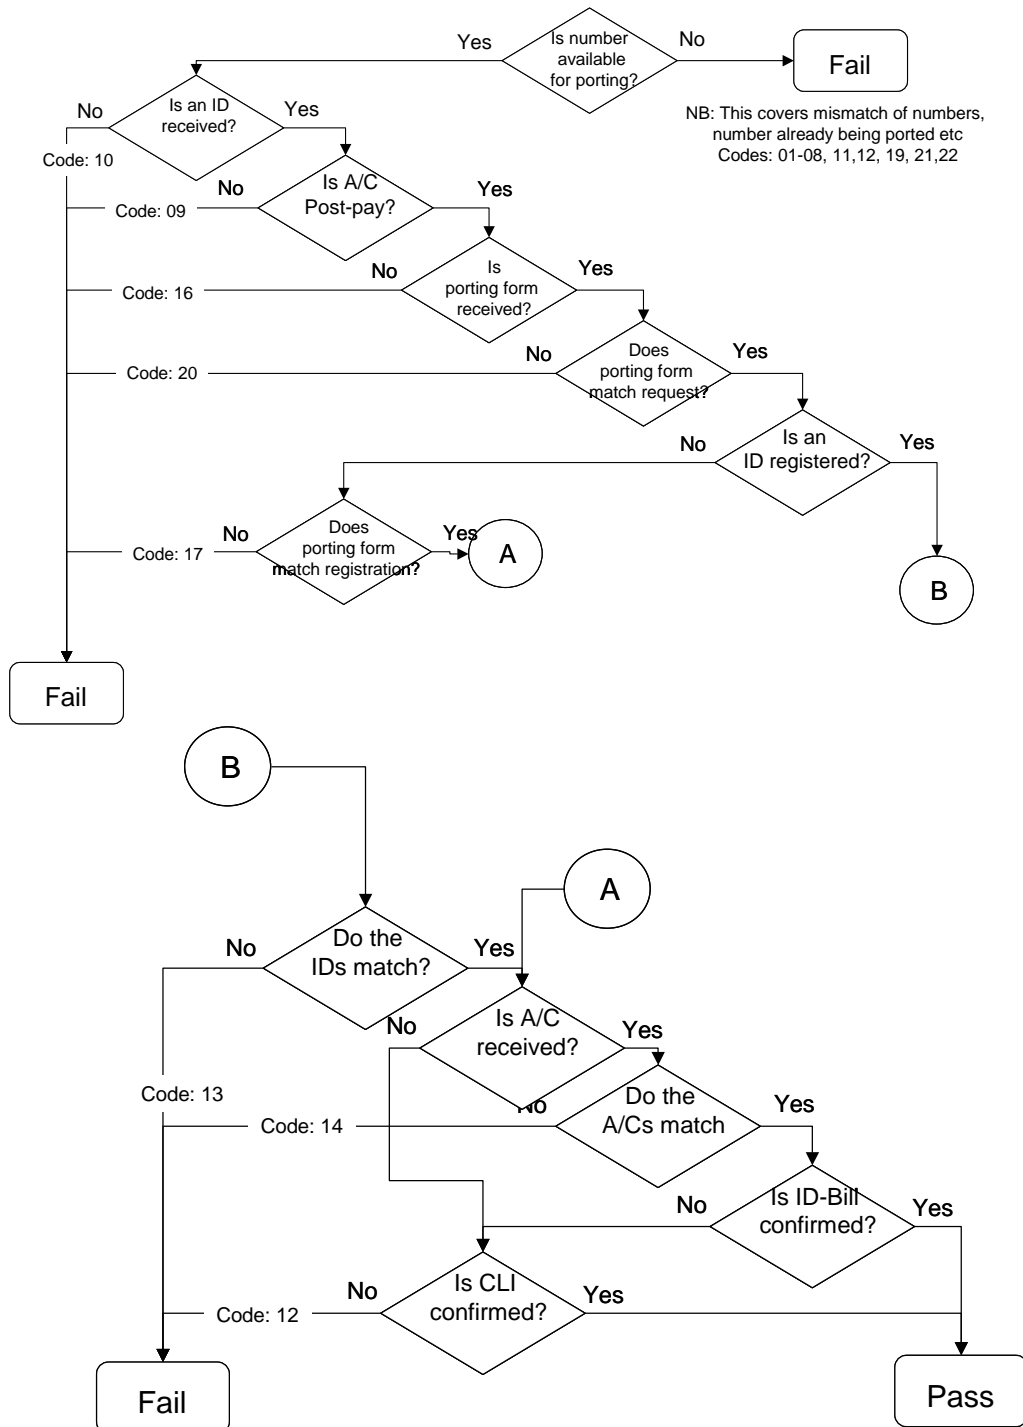 Is number
available
for porting?
Yes
No
Fail
NB: This covers mismatch of numbers,
number already being ported etc
Codes: 01-08, 11,12, 19, 21,22
Is an ID
received?
No
Yes
Code: 10
Is A/C
Post-pay?
No
Yes
Code: 09
Is
porting form
received?
No
Yes
Code: 16
Does
porting form
match request?
No
Yes
Code: 20
Is an
ID registered?
No
Yes
Does
porting form
match registration?
No
Yes
Code: 17
A
B
Fail
B
A
Do the
IDs match?
No
Yes
Code: 13
Is A/C
received?
No
Yes
Do the
A/Cs match
No
Yes
Code: 14
Is ID-Bill
confirmed?
No
Yes
Is CLI
confirmed?
No
Yes
Code: 12
Fail
Pass